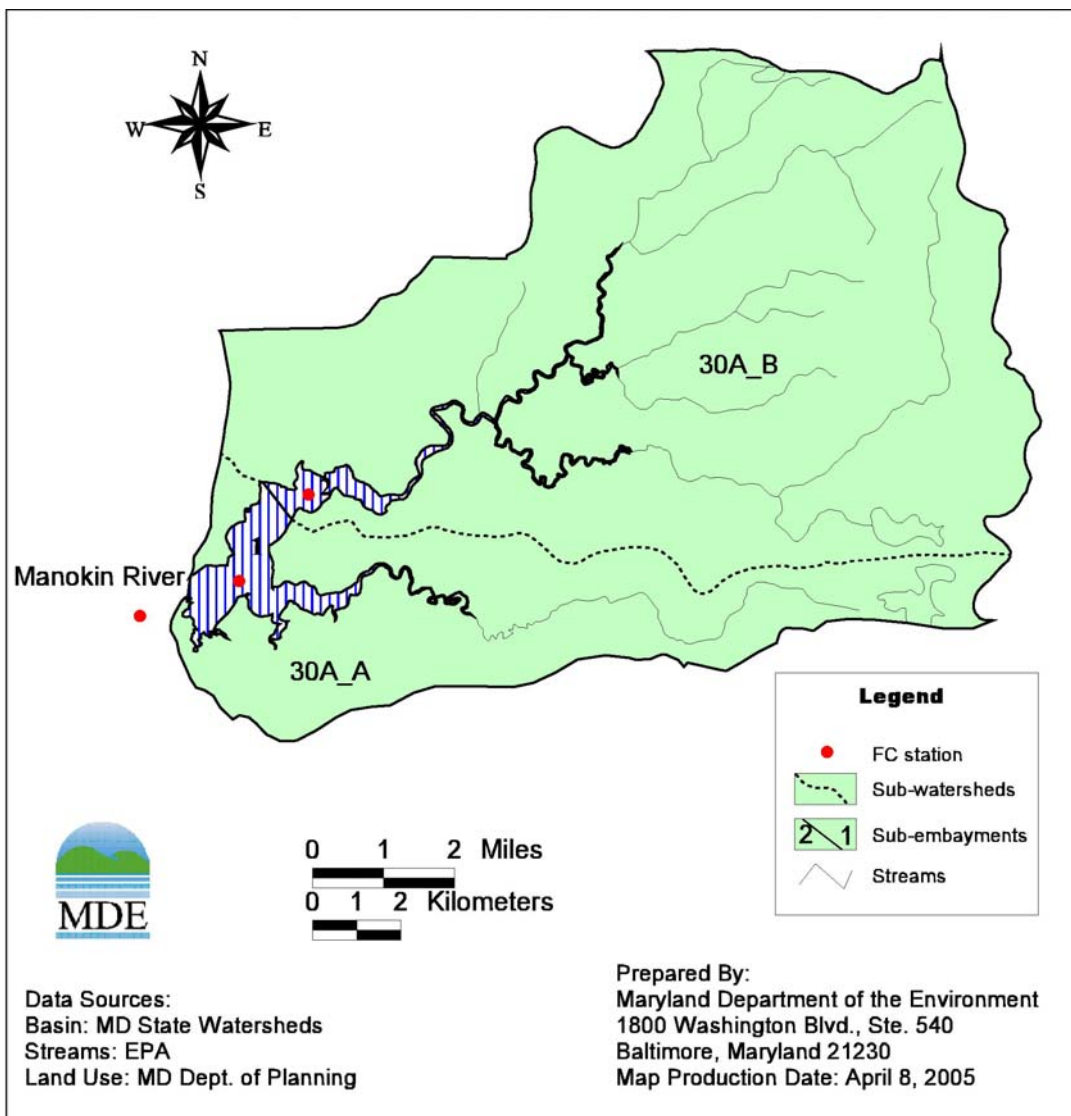 N
W E
S
30A_B
2
1
Manokin River
30A_A
Legend
FC station
Sub-watersheds
2 1 Sub-embayments
Streams
MDE
0 1 2 Miles
0 1 2 Kilometers
Data Sources:
Basin: MD State Watersheds
Streams: EPA
Land Use: MD Dept. of Planning
Prepared By:
Maryland Department of the Environment
1800 Washington Blvd., Ste. 540
Baltimore, Maryland 21230
Map Production Date: April 8, 2005